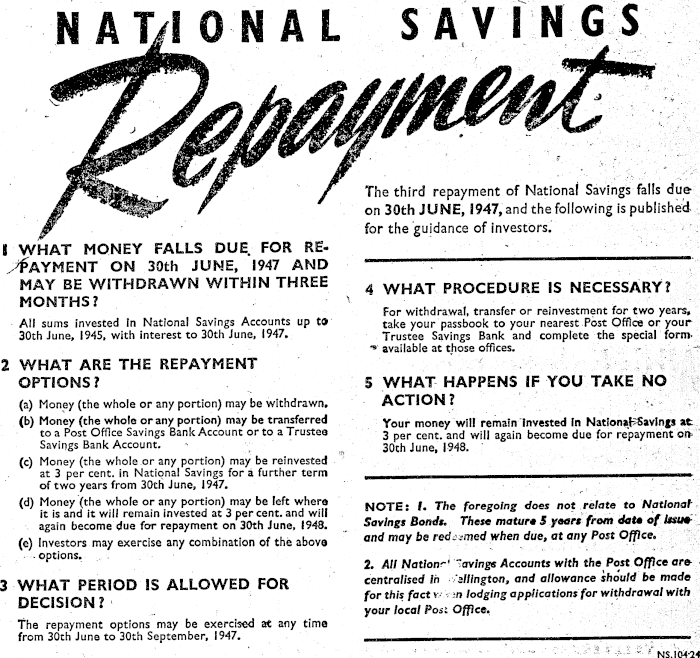 NATIONAL SAVINGS
Repayment
The third repayment of National Savings falls due
on 30th JUNE, 1947, and the following is published
for the guidance of investors.
1 WHAT MONEY FALLS DUE FOR RE-
PAYMENT ON 30th JUNE, 1947 AND
MAY BE WITHDRAWN WITHIN THREE
MONTHS?
All sums invested in National Savings Accounts up to
30th June, 1945, with interest to 30th June, 1947.
2 WHAT ARE THE REPAYMENT
OPTIONS?
(a) Money (the whole or any portion) may be withdrawn.
(b) Money (the whole or any portion) may be transferred
to a Post Office Savings Bank Account or to a Trustee
Savings Bank Account.
(c) Money (the whole or any portion) may be reinvested
at 3 per cent. in National Savings for a further term
of two years from 30th June, 1947.
(d) Money (the whole or any portion) may be left where
it is and it will remain invested at 3 per cent. and will
again become due for repayment on 30th June, 1948.
(e) Investors may exercise any combination of the above
options.
3 WHAT PERIOD IS ALLOWED FOR
DECISION?
The repayment options may be exercised at any time
from 30th June to 30th September, 1947.
4 WHAT PROCEDURE IS NECESSARY?
For withdrawal, transfer or reinvestment for two years,
take your passbook to your nearest Post Office or your
Trustee Savings Bank and complete the special form
available at those offices.
5 WHAT HAPPENS IF YOU TAKE NO
ACTION?
Your money will remain invested in National Savings at
3 per cent. and will again become due for repayment on
30th June, 1948.
NOTE: 1. The foregoing does not relate to National
Savings Bonds. These mature 5 years from date of issue
and may be redeemed when due, at any Post Office.
2. All National Savings Accounts with the Post Office are
centralised in Wellington, and allowance should be made
for this fact when lodging applications for withdrawal with
your local Post Office.
NS.104-24